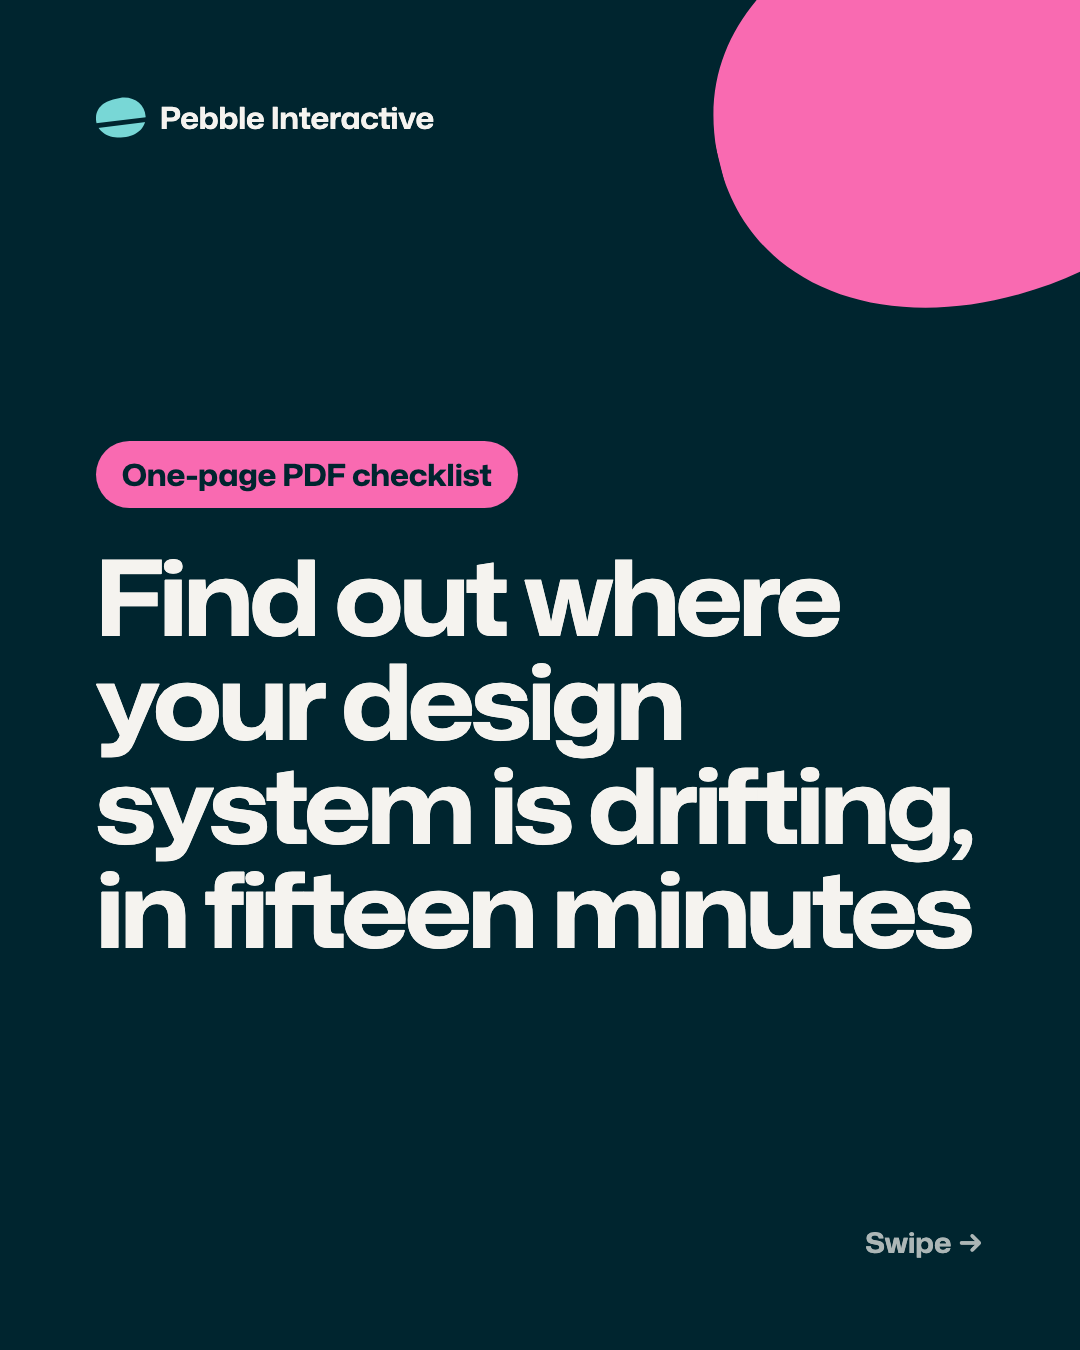 Pebble Interactive
One-page PDF checklist
Find out where
your design
system is drifting,
in fifteen minutes
Swipe →